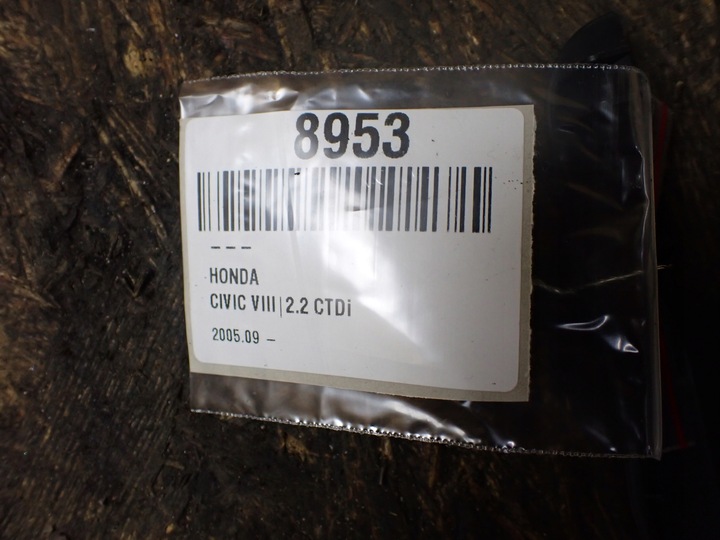 8953
– – –
HONDA
CIVIC VIII | 2.2 CTDi
2005.09 –